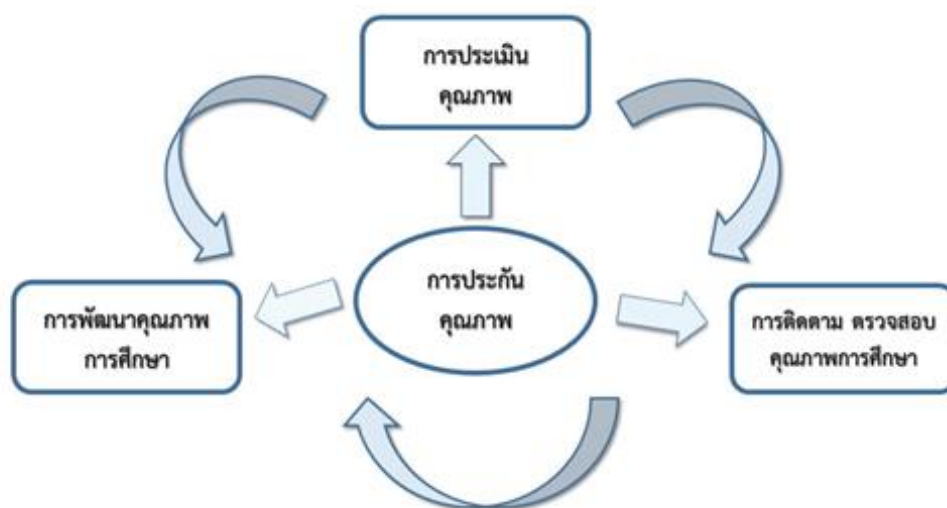 การประเมิน
คุณภาพ
การประกัน
คุณภาพ
การพัฒนาคุณภาพ
การศึกษา
การติดตาม ตรวจสอบ
คุณภาพการศึกษา